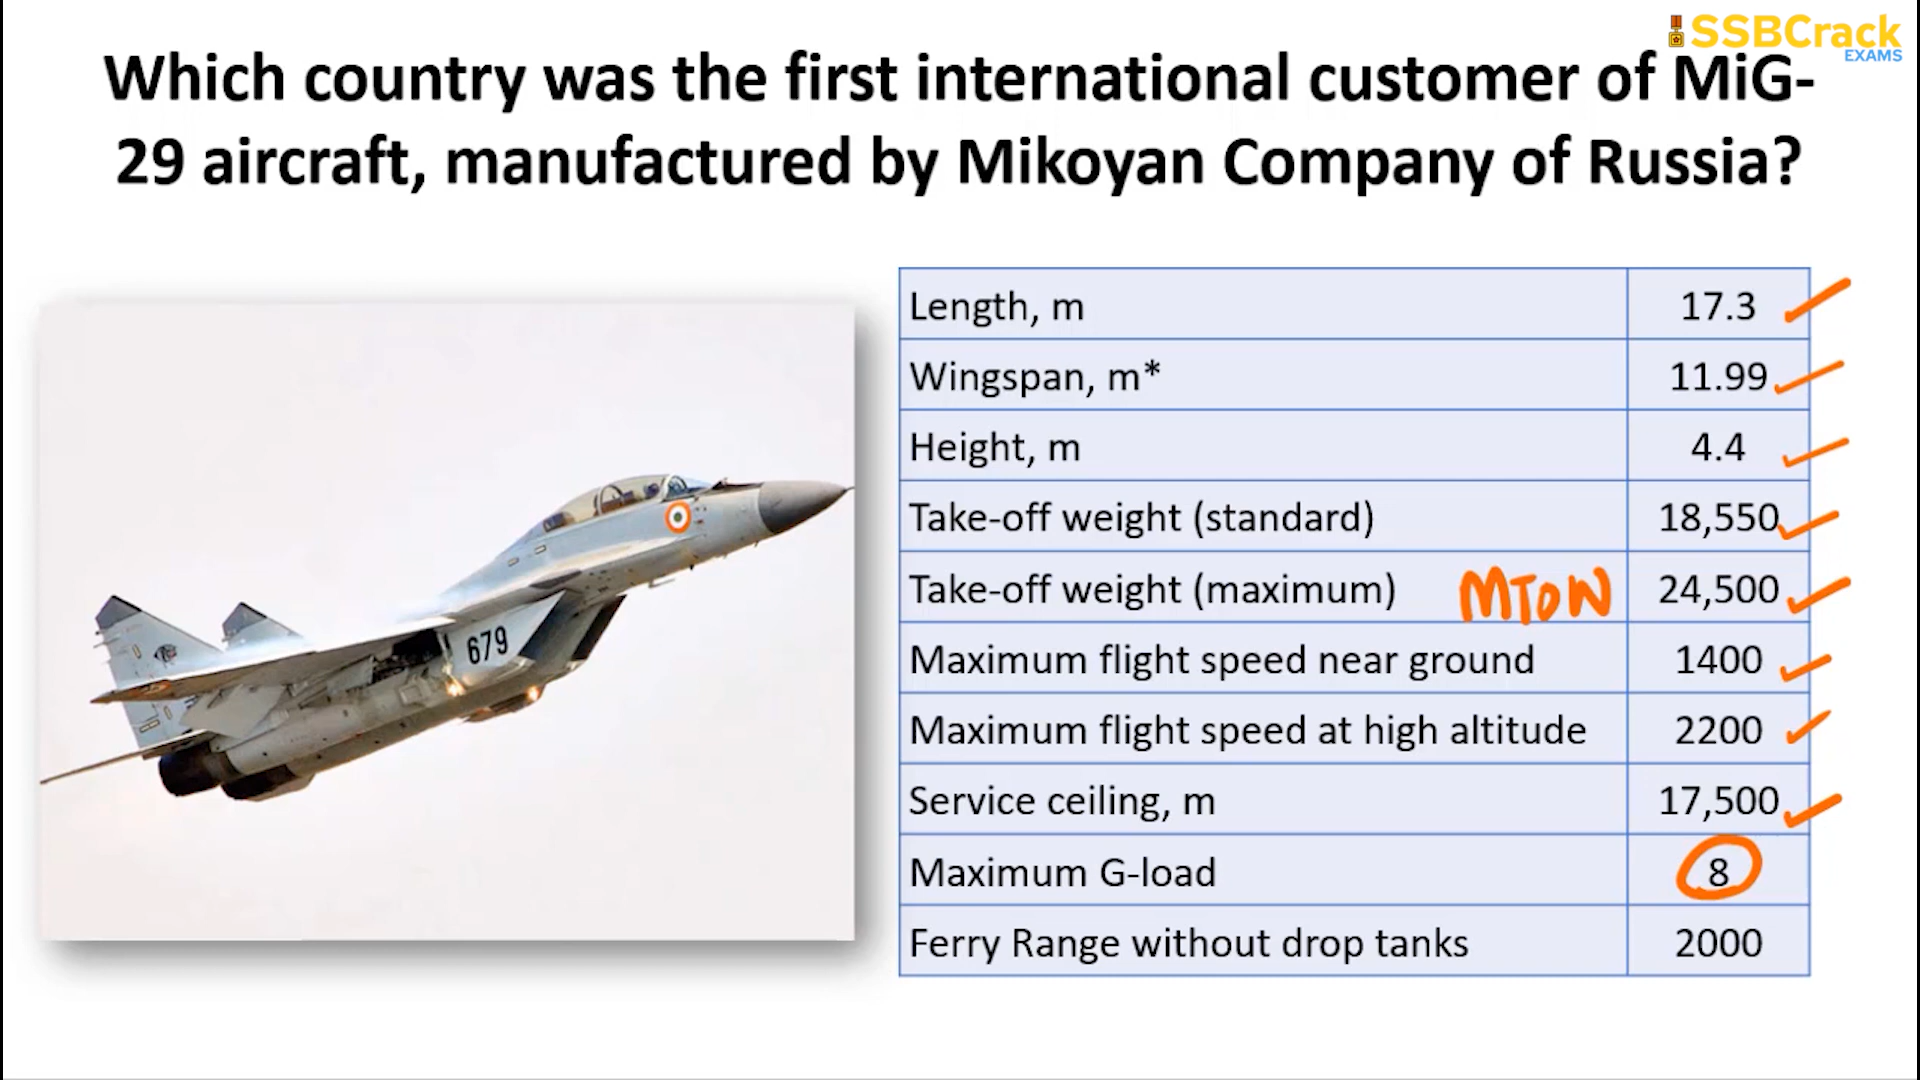 SSBCrack
EXAMS
Which country was the first international customer of MiG-
29 aircraft, manufactured by Mikoyan Company of Russia?
Length, m 17.3
Wingspan, m* 11.99
Height, m 4.4
Take-off weight (standard) 18,550
Take-off weight (maximum) MTOW 24,500
Maximum flight speed near ground 1400
Maximum flight speed at high altitude 2200
Service ceiling, m 17,500
Maximum G-load 8
Ferry Range without drop tanks 2000
679